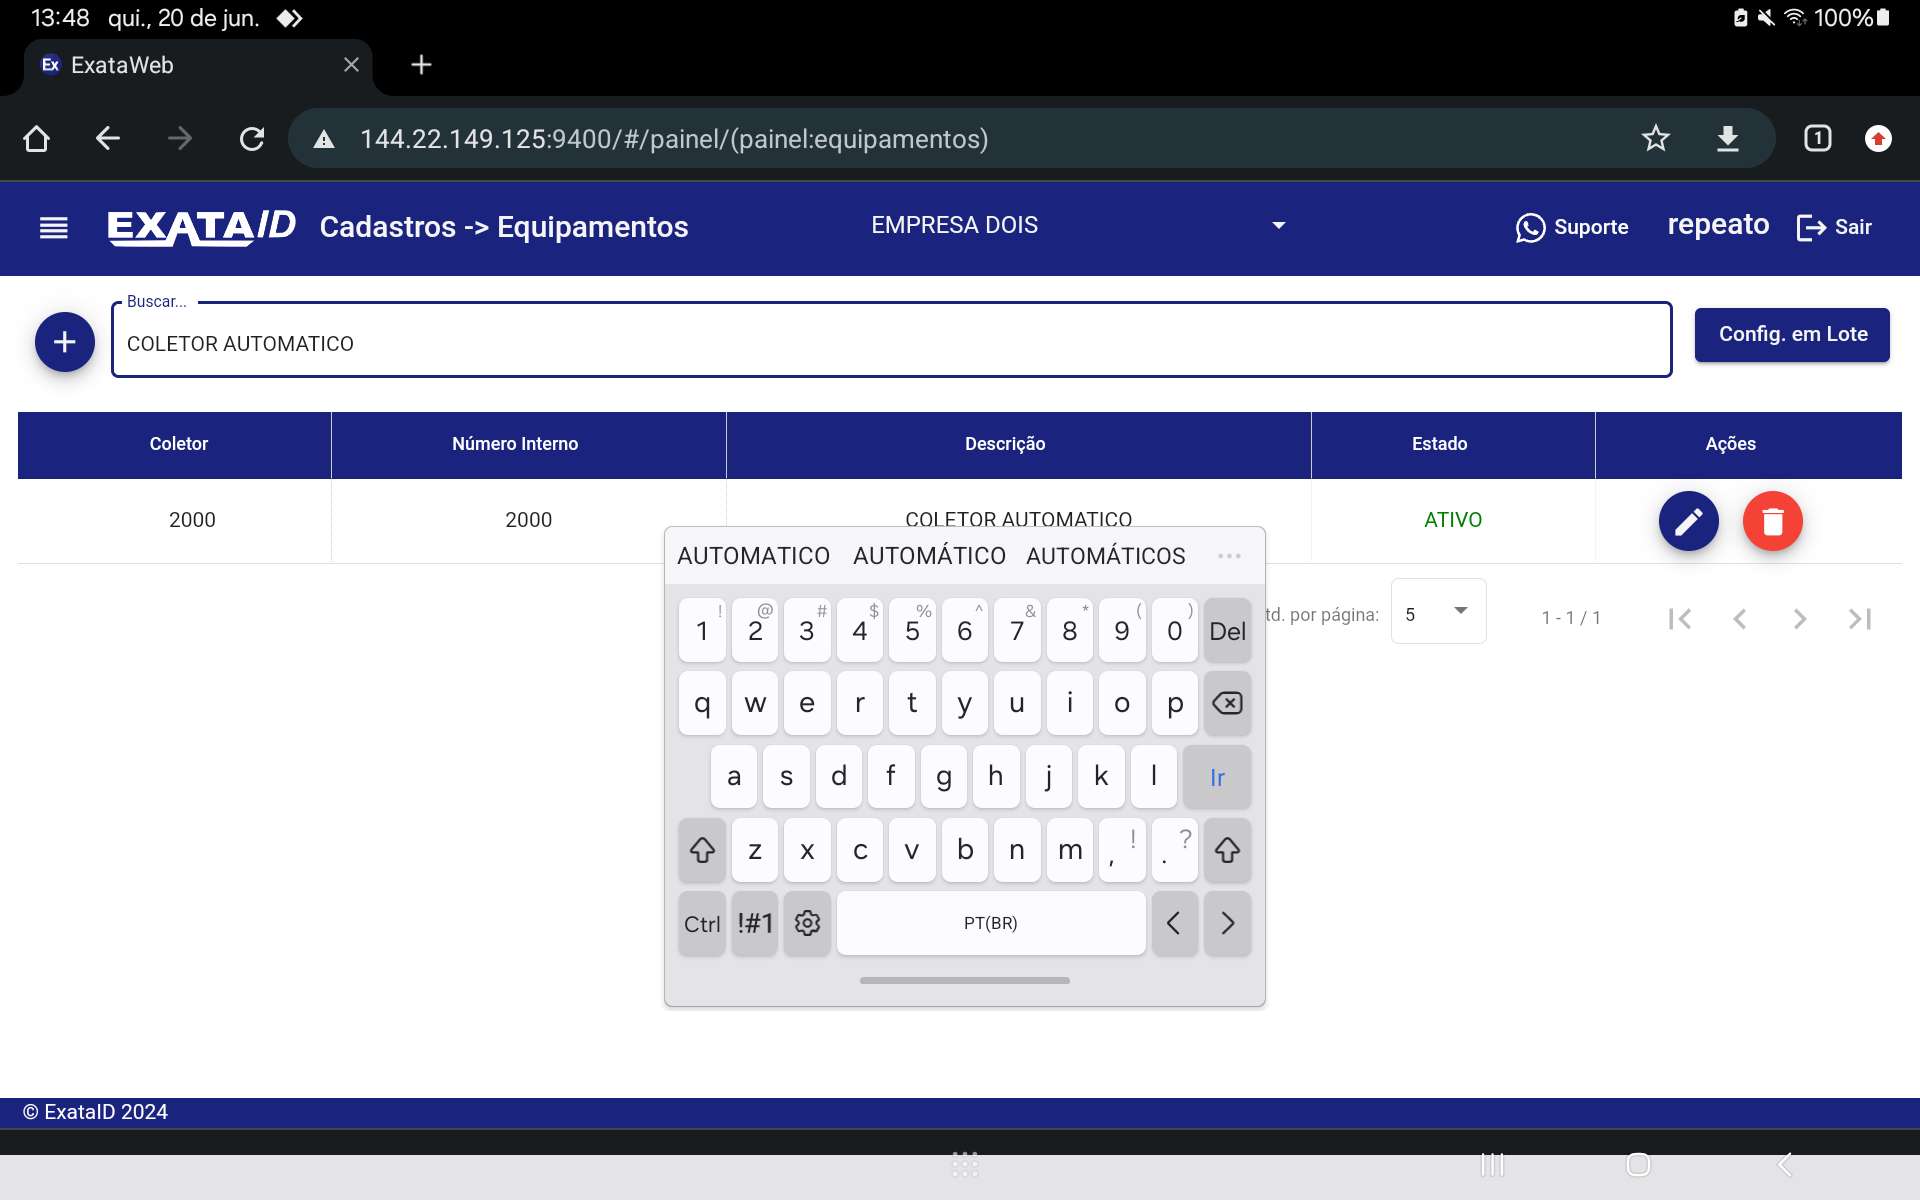 13:48 qui., 20 de jun. 100%
Ex ExataWeb
144.22.149.125:9400/#/painel/(painel:equipamentos) 1
EXATAID Cadastros -> Equipamentos EMPRESA DOIS Suporte repeato Sair
Buscar...
COLETOR AUTOMATICO
Config. em Lote
Coletor Número Interno Descrição Estado Ações
2000 2000 COLETOR AUTOMATICO ATIVO
AUTOMATICO AUTOMÁTICO AUTOMÁTICOS ...
td. por página: 5 1 - 1 / 1
! @ # $ % ^ & * ( )
1 2 3 4 5 6 7 8 9 0 Del
q w e r t y u i o p
a s d f g h j k l Ir
z x c v b n m , ! . ?
Ctrl !#1 PT(BR) < >
© ExataID 2024